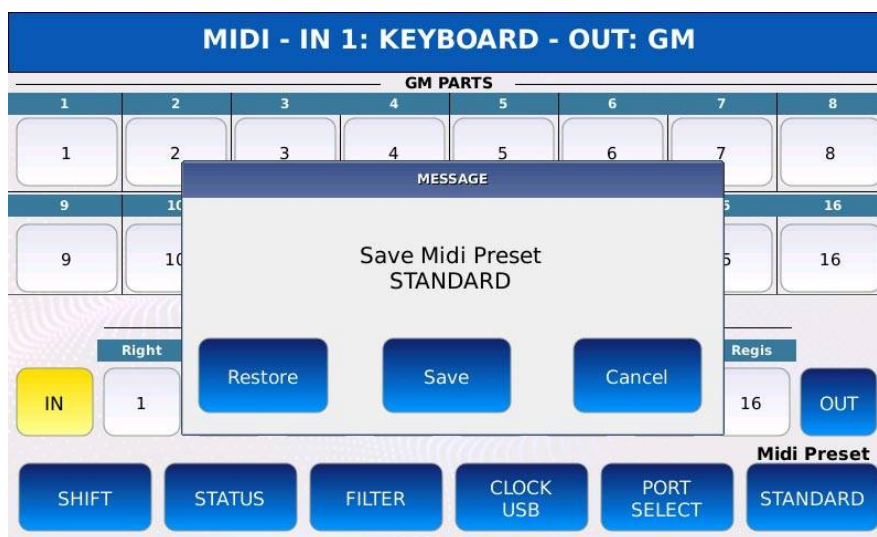 MIDI - IN 1: KEYBOARD - OUT: GM
GM PARTS
1 2 3 4 5 6 7 8
1 2 3 4 5 6 7 8
MESSAGE
9 10 16
9 10 16
Save Midi Preset
STANDARD
Right Regis
Restore Save Cancel
IN 1 16 OUT
Midi Preset
SHIFT STATUS FILTER CLOCK USB PORT SELECT STANDARD